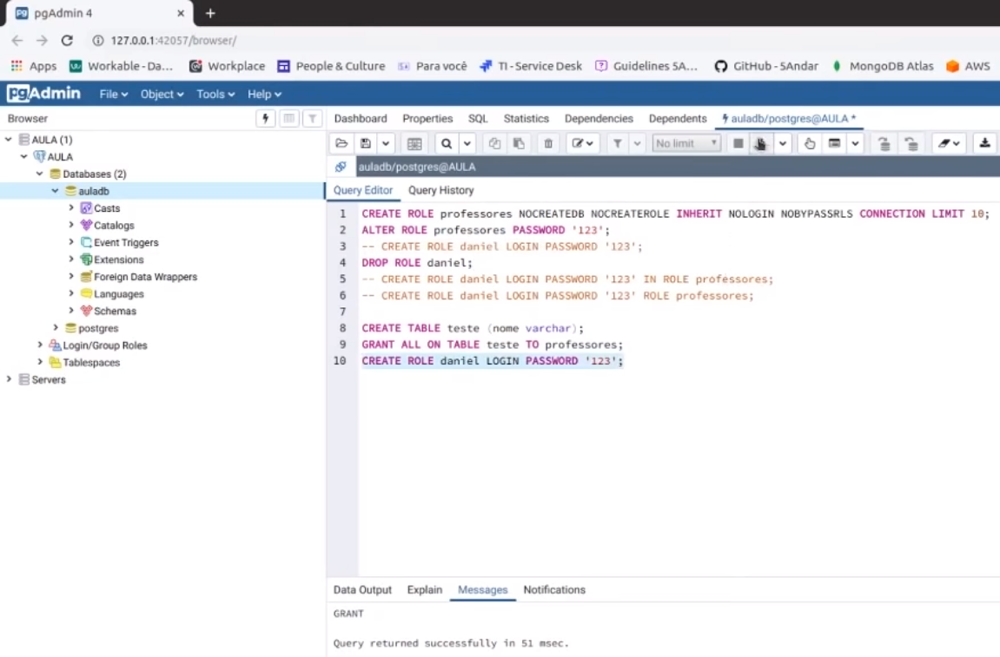 pgAdmin 4
127.0.0.1:42057/browser/
Apps Workable - Da... Workplace People & Culture Para você TI - Service Desk Guidelines SA... GitHub - SAndar MongoDB Atlas AWS
pgAdmin File Object Tools Help
Browser
Dashboard Properties SQL Statistics Dependencies Dependents auladb/postgres@AULA *
AULA (1)
AULA
Databases (2)
auladb
Casts
Catalogs
Event Triggers
Extensions
Foreign Data Wrappers
Languages
Schemas
postgres
Login/Group Roles
Tablespaces
Servers
No limit
auladb/postgres@AULA
Query Editor Query History
1 CREATE ROLE professores NOCREATEDB NOCREATEROLE INHERIT NOLOGIN NOBYPASSRLS CONNECTION LIMIT 10;
2 ALTER ROLE professores PASSWORD '123';
3 -- CREATE ROLE daniel LOGIN PASSWORD '123';
4 DROP ROLE daniel;
5 -- CREATE ROLE daniel LOGIN PASSWORD '123' IN ROLE professores;
6 -- CREATE ROLE daniel LOGIN PASSWORD '123' ROLE professores;
7
8 CREATE TABLE teste (nome varchar);
9 GRANT ALL ON TABLE teste TO professores;
10 CREATE ROLE daniel LOGIN PASSWORD '123';
Data Output Explain Messages Notifications
GRANT
Query returned successfully in 51 msec.